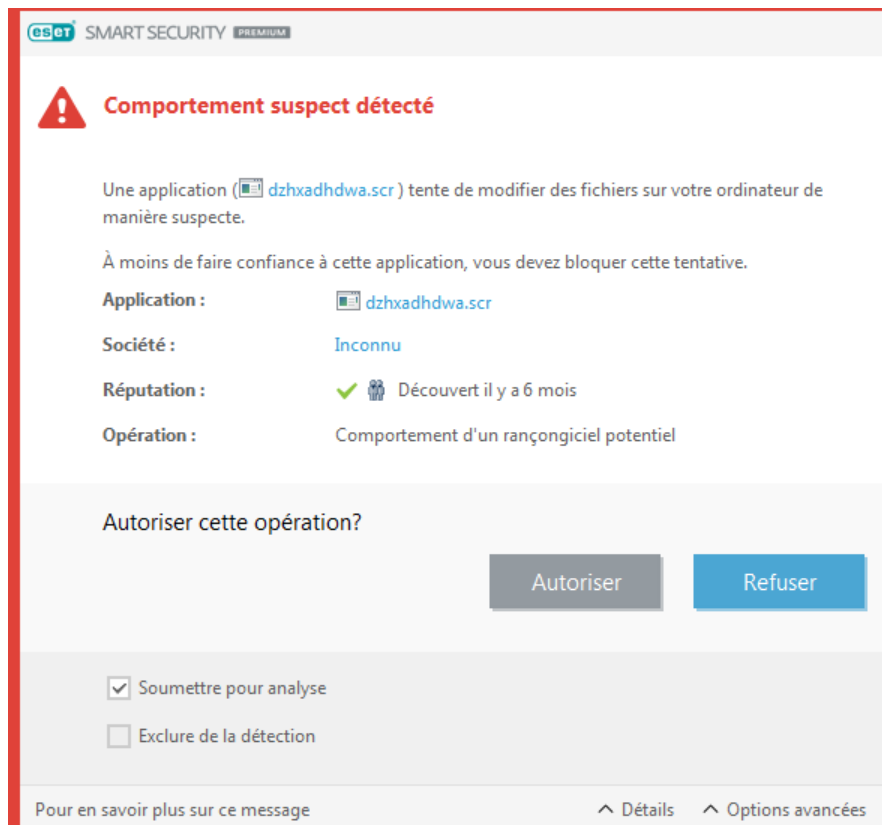 eset SMART SECURITY PREMIUM
Comportement suspect détecté
Une application ( dzhxadhdwa.scr ) tente de modifier des fichiers sur votre ordinateur de
manière suspecte.
À moins de faire confiance à cette application, vous devez bloquer cette tentative.
Application : dzhxadhdwa.scr
Société : Inconnu
Réputation : Découvert il y a 6 mois
Opération : Comportement d'un rançongiciel potentiel
Autoriser cette opération?
Autoriser Refuser
Soumettre pour analyse
Exclure de la détection
Pour en savoir plus sur ce message Détails Options avancées